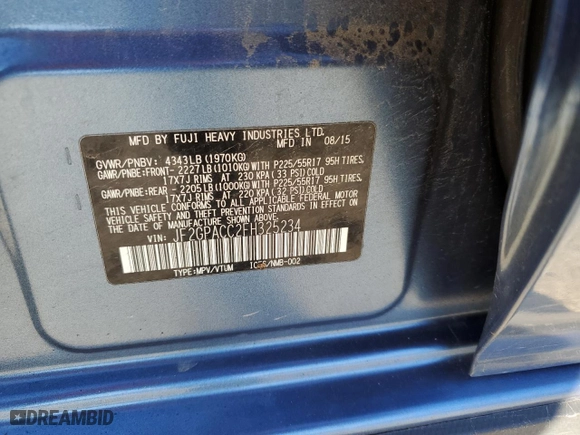 MFD BY FUJI HEAVY INDUSTRIES LTD.
MFD IN 08/15
GVWR/PNBV: 4343LB (1970KG)
GAWR/PNBE:FRONT- 2227LB (1010KG) WITH P225/55R17 95H TIRES,
17X7J RIMS AT 230 KPA (33 PSI) COLD
GAWR/PNBE:REAR - 2205LB (1000KG) WITH P225/55R17 95H TIRES,
17X7J RIMS AT 220 KPA (32 PSI) COLD
THIS VEHICLE CONFORMS TO ALL APPLICABLE FEDERAL MOTOR
VEHICLE SAFETY, BUMPER, AND THEFT PREVENTION STANDARDS
IN EFFECT ON THE DATE OF MANUFACTURE SHOWN ABOVE.
VIN: JF2GPACC2FH325234
TYPE:MPV/VTUM
/NMB-002
DREAMBID